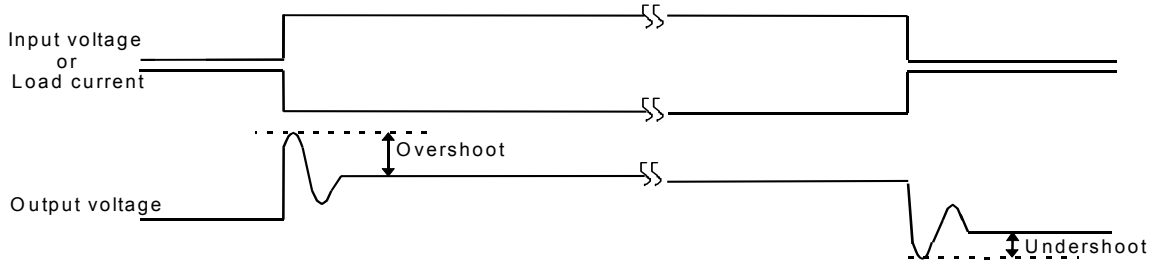 Input voltage
or
Load current
Overshoot
Output voltage
Undershoot